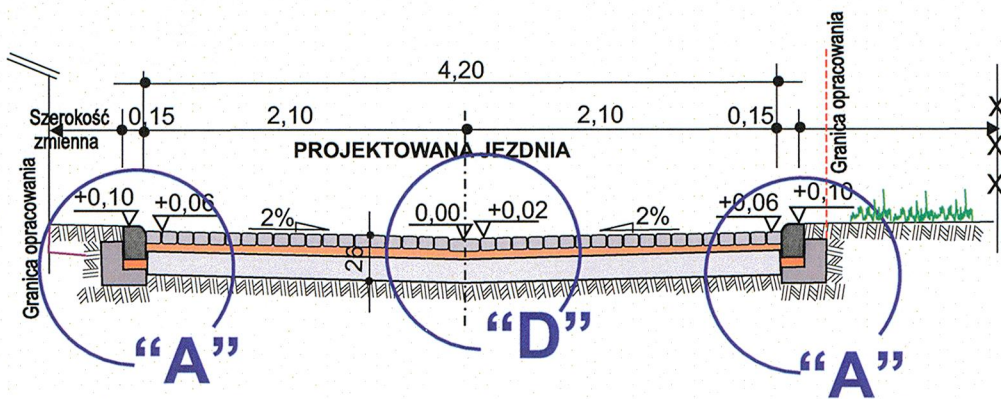 4,20
Szerokość
zmienna
0,15
2,10
2,10
0,15
PROJEKTOWANA JEZDNIA
Granica opracowania
Granica opracowania
+0,10
+0,06
2%
0,00
+0,02
2%
+0,06
+0,10
26
“A”
“D”
“A”
X
X
X